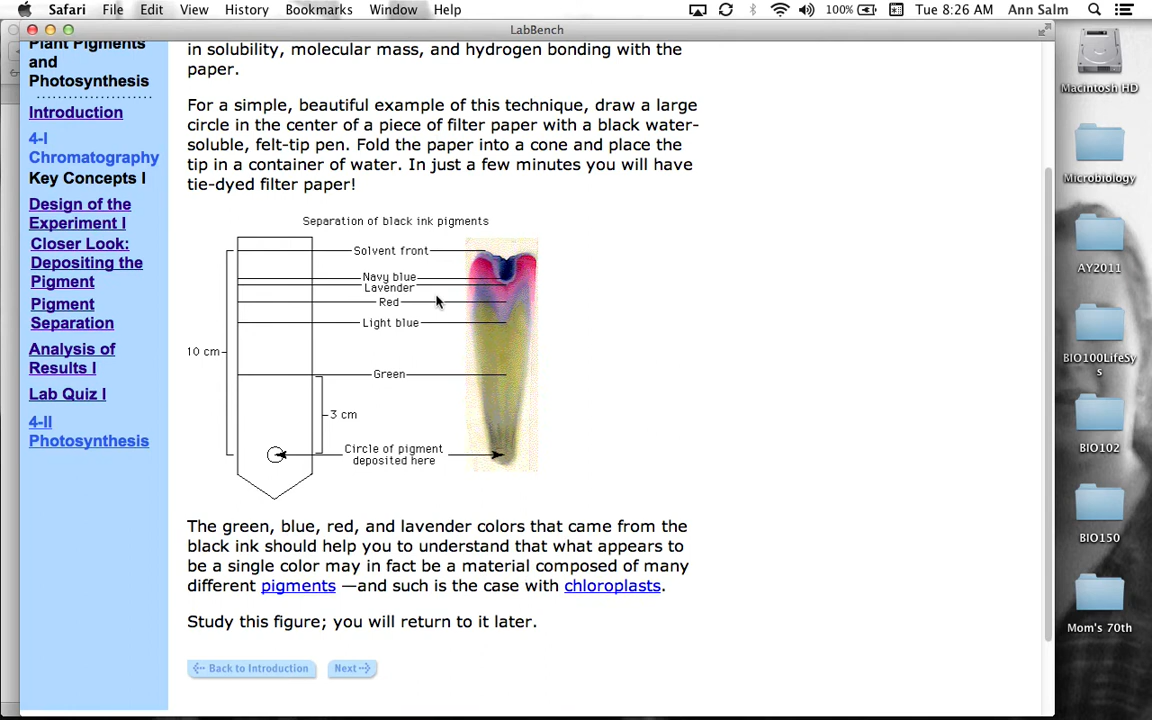 Safari File Edit View History Bookmarks Window Help 100% Tue 8:26 AM Ann Salm
LabBench
Plant Pigments
and
Photosynthesis
Introduction
4-I
Chromatography
Key Concepts I
Design of the
Experiment I
Closer Look:
Depositing the
Pigment
Pigment
Separation
Analysis of
Results I
Lab Quiz I
4-II
Photosynthesis
in solubility, molecular mass, and hydrogen bonding with the
paper.
For a simple, beautiful example of this technique, draw a large
circle in the center of a piece of filter paper with a black water-
soluble, felt-tip pen. Fold the paper into a cone and place the
tip in a container of water. In just a few minutes you will have
tie-dyed filter paper!
Separation of black ink pigments
Solvent front
Navy blue
Lavender
Red
Light blue
10 cm
Green
3 cm
Circle of pigment
deposited here
The green, blue, red, and lavender colors that came from the
black ink should help you to understand that what appears to
be a single color may in fact be a material composed of many
different pigments —and such is the case with chloroplasts.
Study this figure; you will return to it later.
Back to Introduction Next
Macintosh HD
Microbiology
AY2011
BIO100LifeSy
s
BIO102
BIO150
Mom's 70th